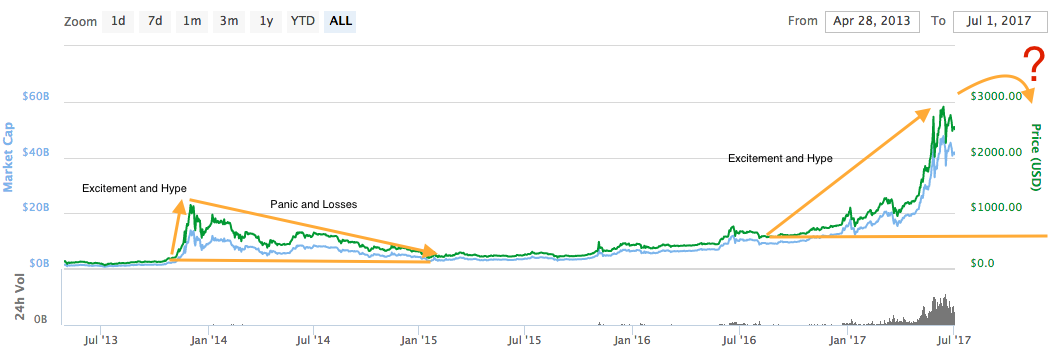 Zoom 1d 7d 1m 3m 1y YTD ALL From Apr 28, 2013 To Jul 1, 2017
?
$60B $3000.00
Market Cap
Price (USD)
$40B $2000.00
Excitement and Hype
Excitement and Hype
Panic and Losses
$20B $1000.00
$0B $0.0
24h Vol
0B
Jul '13 Jan '14 Jul '14 Jan '15 Jul '15 Jan '16 Jul '16 Jan '17 Jul '17